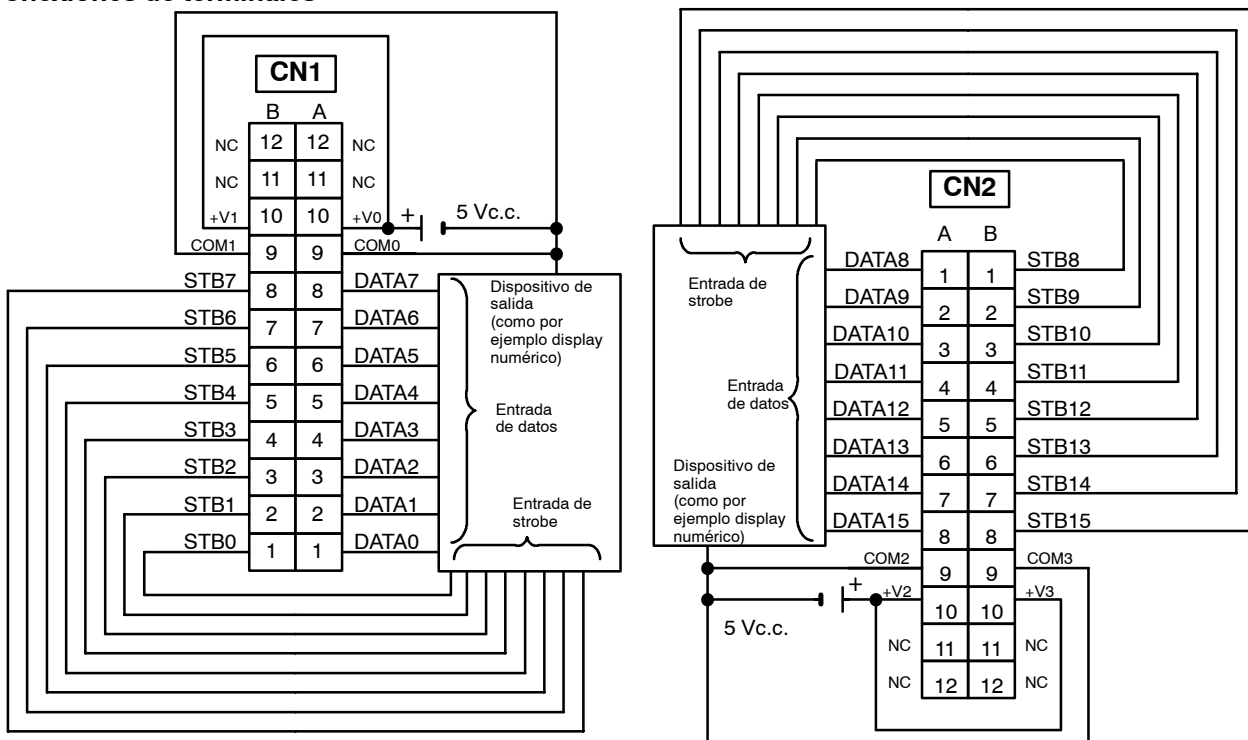 CN1
B A
NC 12 12 NC
NC 11 11 NC
+V1 10 10 +V0 + 5 Vc.c.
COM1 9 9 COM0
STB7 8 8 DATA7
STB6 7 7 DATA6
STB5 6 6 DATA5
STB4 5 5 DATA4
STB3 4 4 DATA3
STB2 3 3 DATA2
STB1 2 2 DATA1
STB0 1 1 DATA0
Dispositivo de
salida
(como por
ejemplo display
numérico)
Entrada
de datos
Entrada de
strobe
CN2
A B
DATA8 1 1 STB8
DATA9 2 2 STB9
DATA10 3 3 STB10
DATA11 4 4 STB11
DATA12 5 5 STB12
DATA13 6 6 STB13
DATA14 7 7 STB14
DATA15 8 8 STB15
COM2 9 9 COM3
+ +V2 10 10 +V3
NC 11 11 NC
NC 12 12 NC
Entrada de
strobe
Entrada
de datos
Dispositivo de
salida
(como por
ejemplo display
numérico)
5 Vc.c.